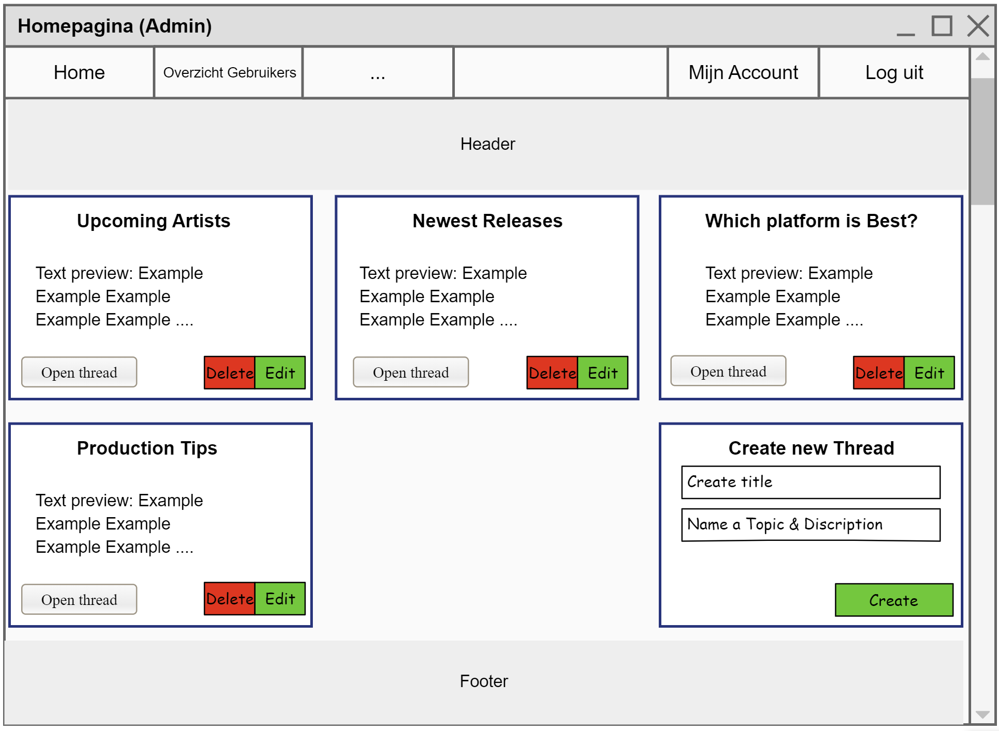 Homepagina (Admin)
Home
Overzicht Gebruikers
...
Mijn Account
Log uit
Header
Upcoming Artists
Text preview: Example
Example Example
Example Example ....
Open thread
Delete
Edit
Newest Releases
Text preview: Example
Example Example
Example Example ....
Open thread
Delete
Edit
Which platform is Best?
Text preview: Example
Example Example
Example Example ....
Open thread
Delete
Edit
Production Tips
Text preview: Example
Example Example
Example Example ....
Open thread
Delete
Edit
Create new Thread
Create title
Name a Topic & Discription
Create
Footer